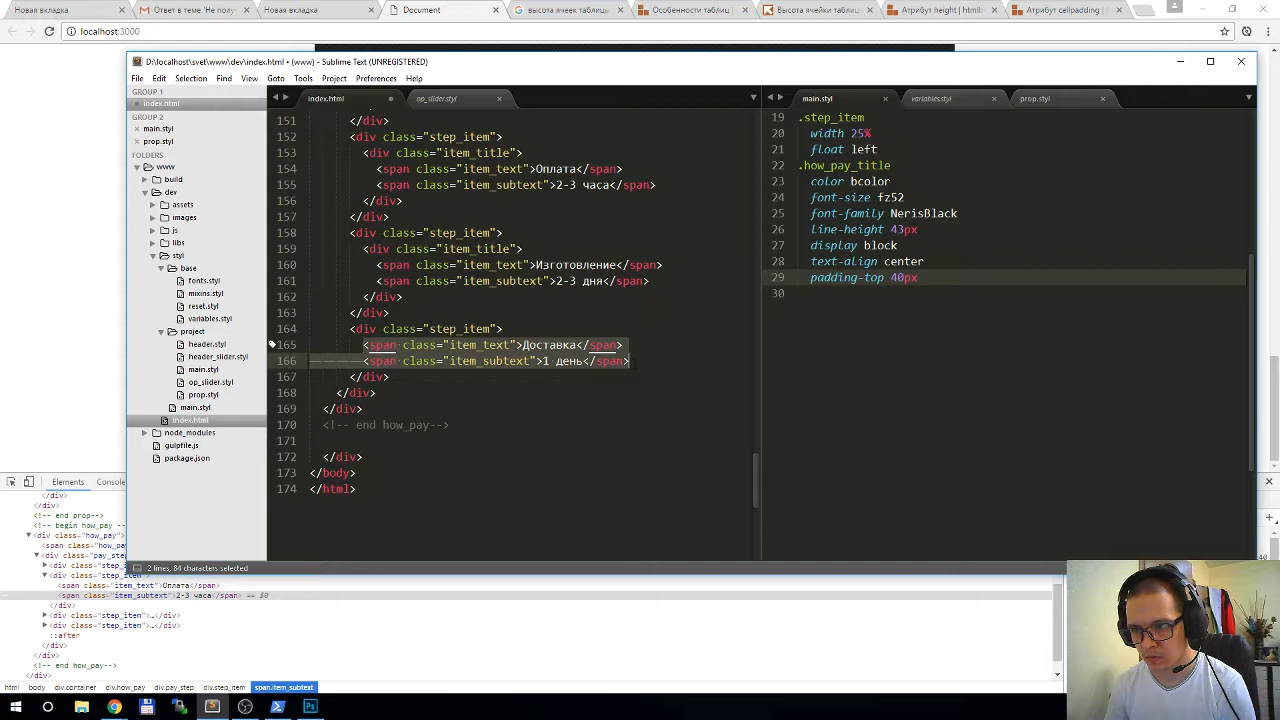 Новая вкладка
Ответ в теме 'Не полу
Новая вкладка
Document
высота ячеек таблицы
Особенности таблиц
Высота ячейки таблиц
Атрибут height | htmlb
Атрибут cellpadding |
localhost:3000
D:\localhost\svet\www\dev\index.html • (www) - Sublime Text (UNREGISTERED)
File Edit Selection Find View Goto Tools Project Preferences Help
GROUP 1
index.html
GROUP 2
main.styl
prop.styl
FOLDERS
www
build
dev
assets
images
js
libs
styl
base
fonts.styl
mixins.styl
reset.styl
variables.styl
project
header.styl
header_slider.styl
main.styl
op_slider.styl
prop.styl
main.styl
index.html
node_modules
gulpfile.js
package.json
index.html
op_slider.styl
151 </div>
152 <div class="step_item">
153 <div class="item_title">
154 <span class="item_text">Оплата</span>
155 <span class="item_subtext">2-3 часа</span>
156 </div>
157 </div>
158 <div class="step_item">
159 <div class="item_title">
160 <span class="item_text">Изготовление</span>
161 <span class="item_subtext">2-3 дня</span>
162 </div>
163 </div>
164 <div class="step_item">
165 <span class="item_text">Доставка</span>
166 <span class="item_subtext">1 день</span>
167 </div>
168 </div>
169 </div>
170 <!-- end how_pay-->
171
172 </div>
173 </body>
174 </html>
main.styl
variables.styl
prop.styl
19 .step_item
20 width 25%
21 float left
22 .how_pay_title
23 color bcolor
24 font-size fz52
25 font-family NerisBlack
26 line-height 43px
27 display block
28 text-align center
29 padding-top 40px
30
2 lines, 84 characters selected
Elements Console
</div>
</div>
<!-- end prop-->
<!-- begin how_pay
<div class="how_pay">
<span class="how_
<div class="pay_ste
<div class="step_
<div class="step_item">
<span class="item_text">Оплата</span>
<span class="item_subtext">2-3 часа</span> == $0
</div>
<div class="step_item">…</div>
<div class="step_item">…</div>
::after
</div>
<!-- end how_pay-->
</div>
html body div.container div.how_pay div.pay_step div.step_item span.item_subtext